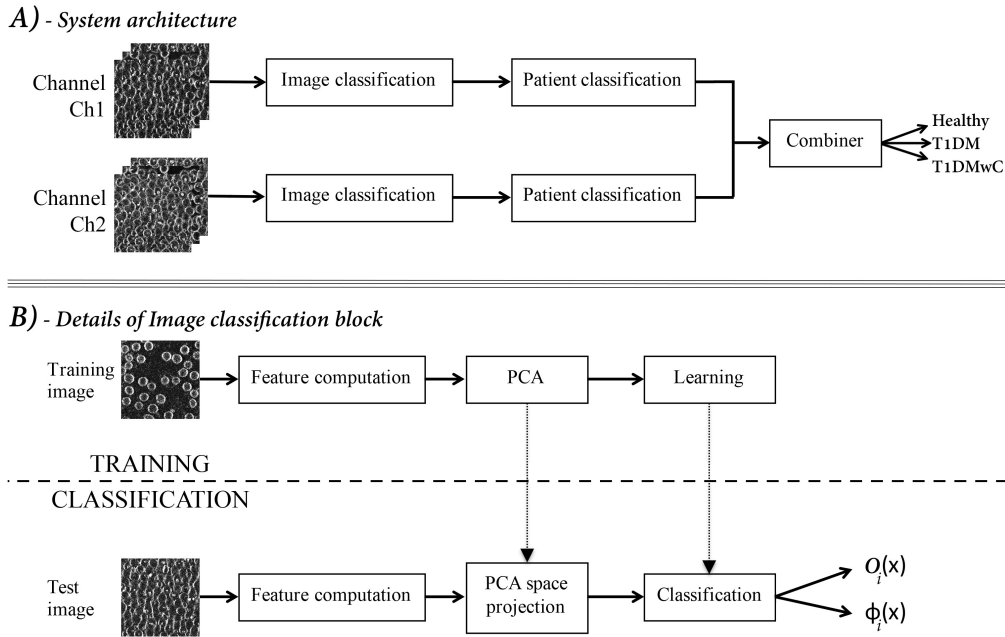 A) - System architecture
Channel
Ch1
Image classification
Patient classification
Channel
Ch2
Image classification
Patient classification
Combiner
Healthy
T1DM
T1DMwC
B) - Details of Image classification block
Training
image
Feature computation
PCA
Learning
TRAINING
CLASSIFICATION
Test
image
Feature computation
PCA space
projection
Classification
Oᵢ(x)
ϕᵢ(x)